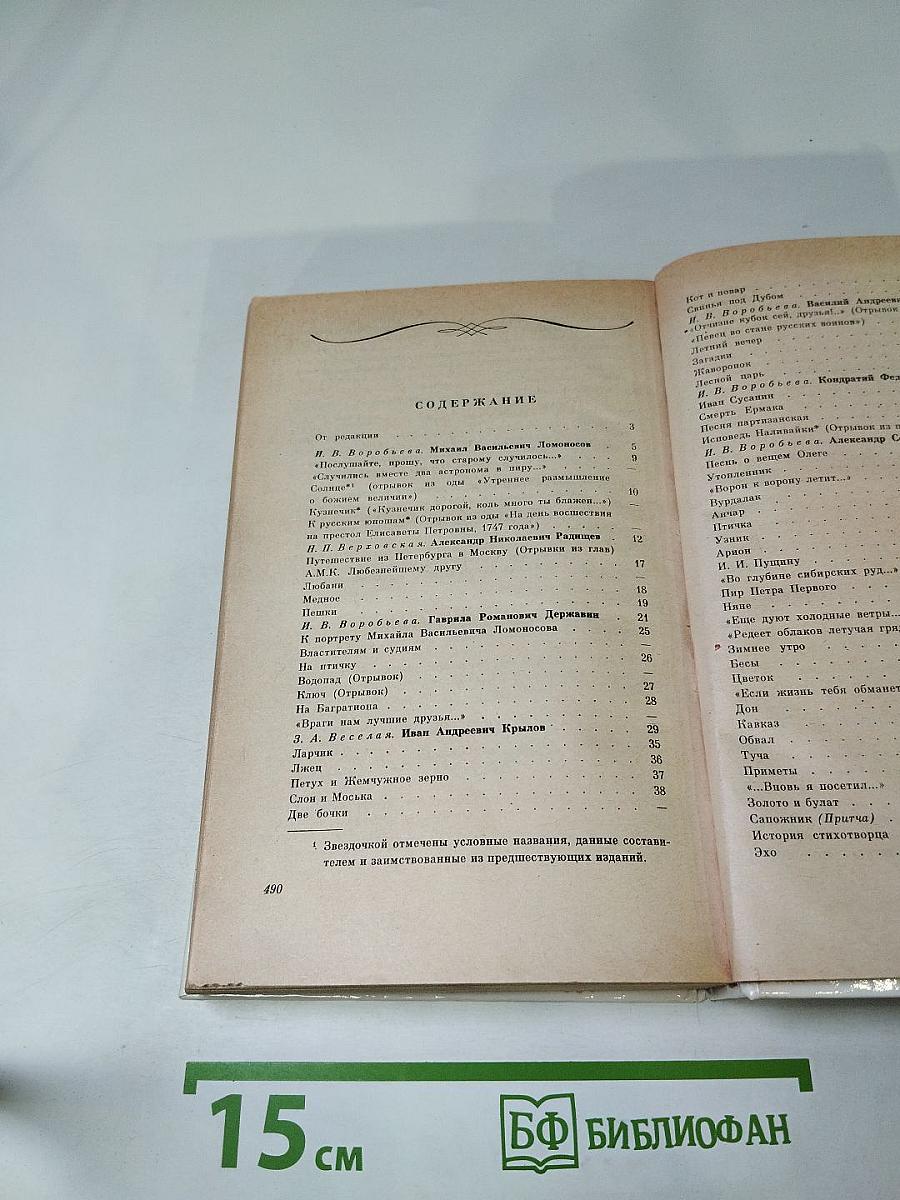 СОДЕРЖАНИЕ
От редакции . . . . . . . . . . . . 3
И. В. Воробьева. Михаил Васильевич Ломоносов . . 5
«Послушайте, прошу, что старому случилось...» . . . 9
«Случились вместе два астронома в пиру...» . . . —
Солнце*¹ (отрывок из оды «Утреннее размышление
о божием величии») . . . . . . . . . 10
Кузнечик* («Кузнечик дорогой, коль много ты блажен...») —
К русским юношам* (Отрывок из оды «На день восшествия
на престол Елисаветы Петровны, 1747 года») . . . —
П. П. Верховская. Александр Николаевич Радищев . 12
Путешествие из Петербурга в Москву (Отрывки из глав)
А.М.К. Любезнейшему другу . . . . . . . 17
Любани . . . . . . . . . . . . —
Медное . . . . . . . . . . . . 18
Пешки . . . . . . . . . . . . 19
И. В. Воробьева. Гаврила Романович Державин . 21
К портрету Михайла Васильевича Ломоносова . . . 25
Властителям и судиям . . . . . . . . —
На птичку . . . . . . . . . . . 26
Водопад (Отрывок) . . . . . . . . . —
Ключ (Отрывок) . . . . . . . . . . 27
На Багратиона . . . . . . . . . . 28
«Враги нам лучшие друзья...» . . . . . . —
З. А. Веселая. Иван Андреевич Крылов . . . . 29
Ларчик . . . . . . . . . . . . 35
Лжец . . . . . . . . . . . . 36
Петух и Жемчужное зерно . . . . . . . 37
Слон и Моська . . . . . . . . . . 38
Две бочки . . . . . . . . . . . —
¹ Звездочкой отмечены условные названия, данные состави-
телем и заимствованные из предшествующих изданий.
490
Кот и повар
Свинья под Дубом
И. В. Воробьева. Василий Андреев
«Отчизне кубок сей, друзья!..» (Отрывок
«Певец во стане русских воинов»)
Летний вечер
Загадки
Жаворонок
Лесной царь
И. В. Воробьева. Кондратий Фед
Иван Сусанин
Смерть Ермака
Песня партизанская
Исповедь Наливайки* (Отрывок из п
И. В. Воробьева. Александр С
Песнь о вещем Олеге
Утопленник
«Ворон к ворону летит...»
Вурдалак
Анчар
Птичка
Узник
Арион
И. И. Пущину
«Во глубине сибирских руд...»
Пир Петра Первого
Няне
«Еще дуют холодные ветры...
«Редеет облаков летучая гря
Зимнее утро
Бесы
Цветок
«Если жизнь тебя обманет
Дон
Кавказ
Обвал
Туча
Приметы
«...Вновь я посетил...»
Золото и булат
Сапожник (Притча)
История стихотворца
Эхо
15 см
БФ БИБЛИОФАН